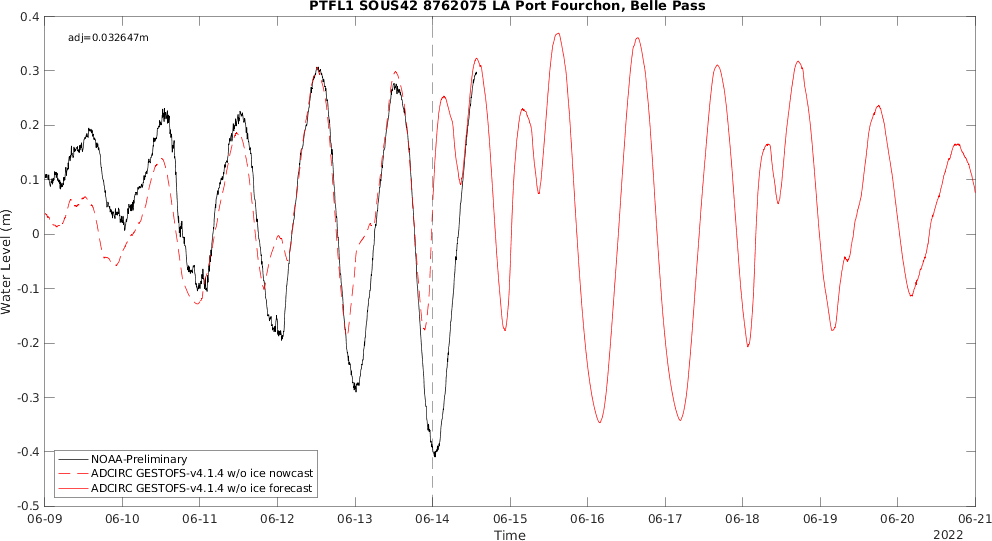 PTFL1 SOUS42 8762075 LA Port Fourchon, Belle Pass
adj=0.032647m
0.4
0.3
0.2
0.1
0
-0.1
-0.2
-0.3
-0.4
-0.5
Water Level (m)
NOAA-Preliminary
ADCIRC GESTOFS-v4.1.4 w/o ice nowcast
ADCIRC GESTOFS-v4.1.4 w/o ice forecast
06-09 06-10 06-11 06-12 06-13 06-14 06-15 06-16 06-17 06-18 06-19 06-20 06-21
Time
2022